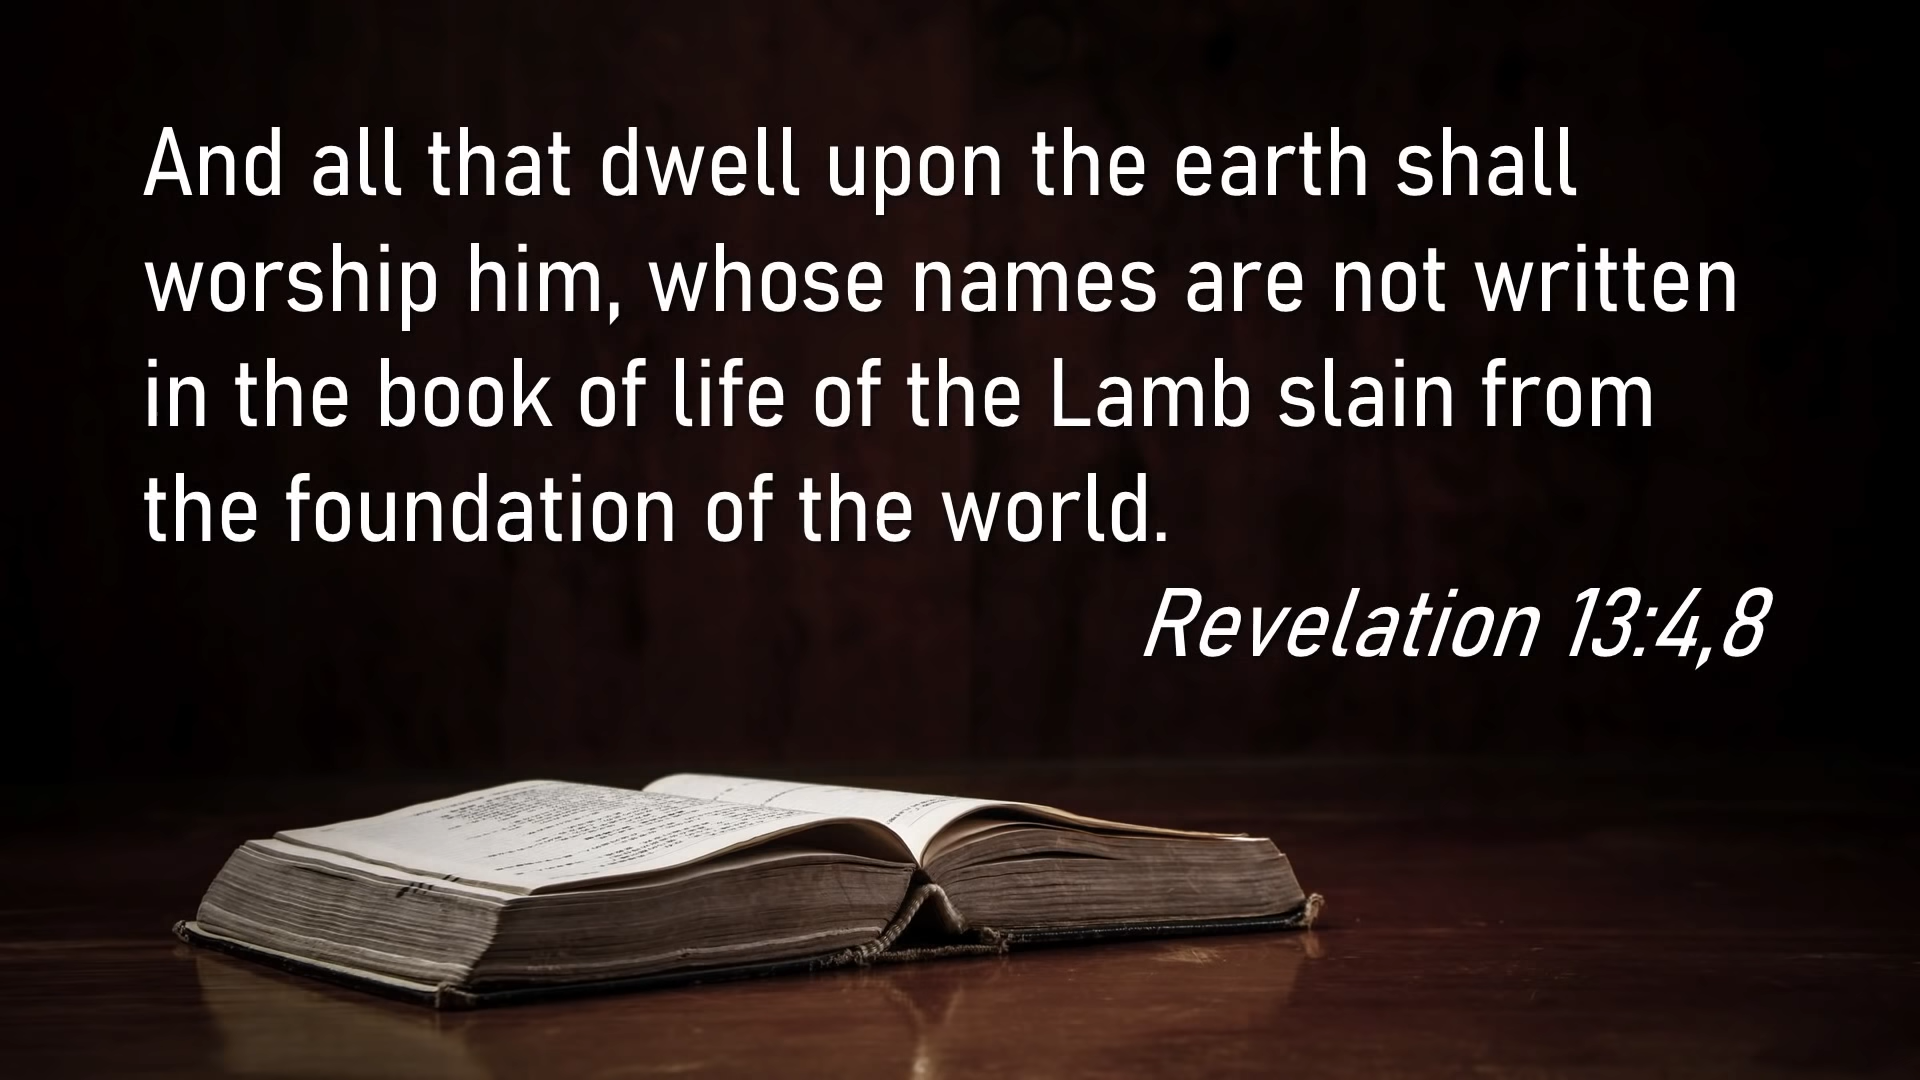 And all that dwell upon the earth shall
worship him, whose names are not written
in the book of life of the Lamb slain from
the foundation of the world.
Revelation 13:4,8